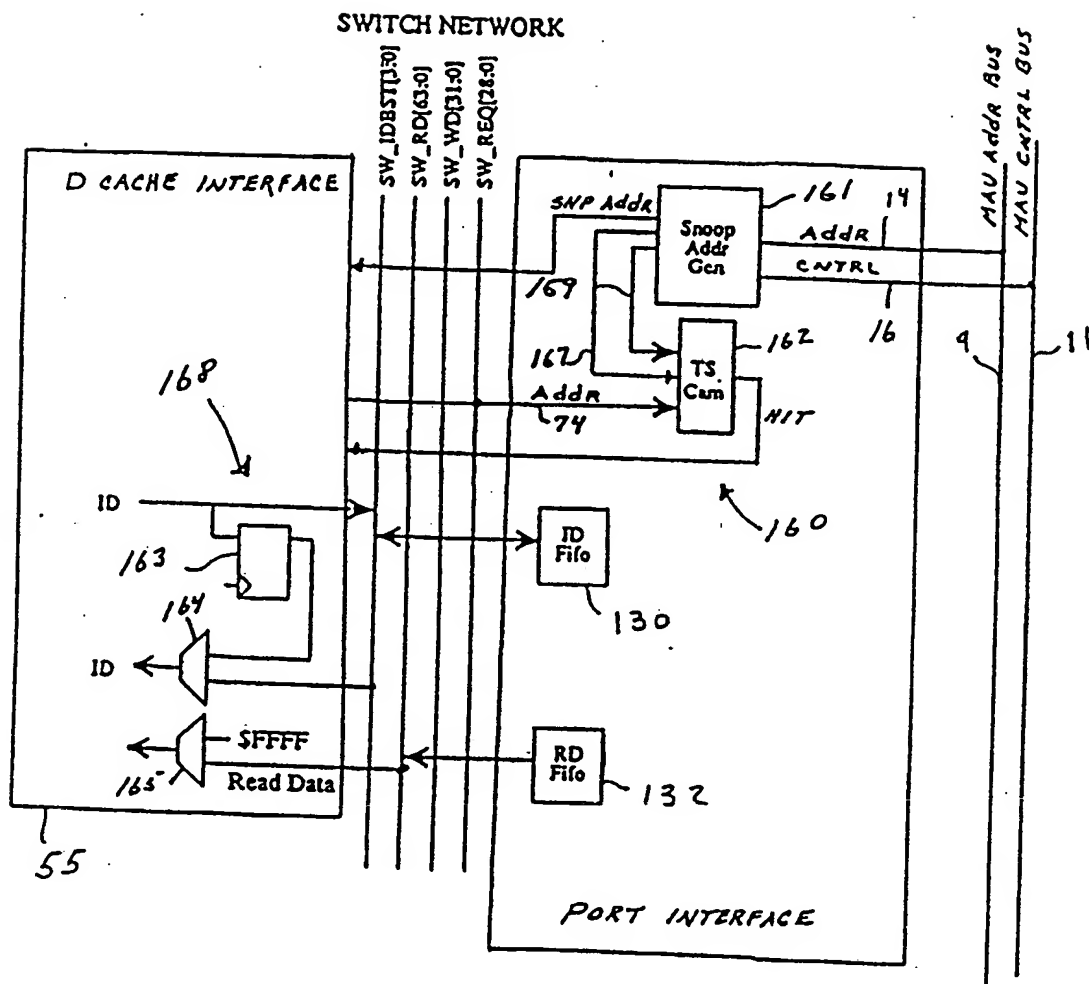 SWITCH NETWORK
SW_IDBST[3:0]
SW_RD[63:0]
SW_WD[31:0]
SW_REQ[28:0]
MAU Addr BUS
MAU CNTRL BUS
D CACHE INTERFACE
SNP Addr
Snoop
Addr
Gen
161
14
Addr
CNTRL
169
16
9
11
167
TS
Cam
162
168
Addr
74
HIT
160
ID
163
ID
Fifo
130
164
ID
$FFFF
165
Read Data
RD
Fifo
132
55
PORT INTERFACE